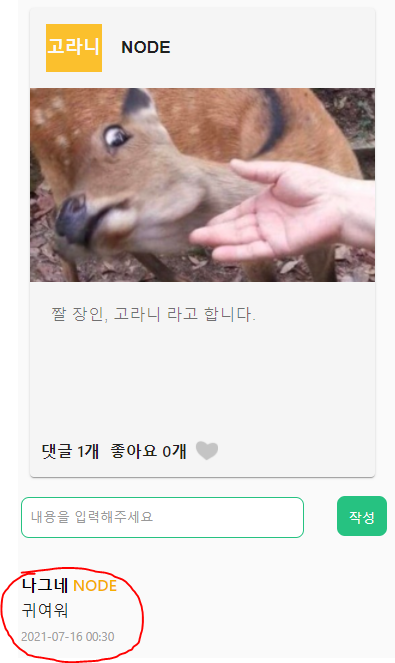 고라니 NODE
짤 장인, 고라니 라고 합니다.
댓글 1개 좋아요 0개
내용을 입력해주세요 작성
나그네 NODE
귀여워
2021-07-16 00:30